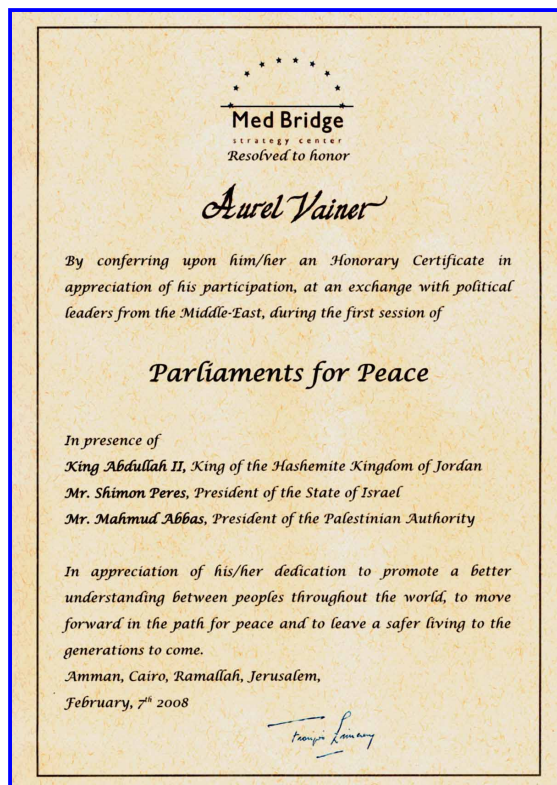 Med Bridge
strategy center
Resolved to honor
Aurel Vainer
By conferring upon him/her an Honorary Certificate in
appreciation of his participation, at an exchange with political
leaders from the Middle-East, during the first session of
Parliaments for Peace
In presence of
King Abdullah II, King of the Hashemite Kingdom of Jordan
Mr. Shimon Peres, President of the State of Israel
Mr. Mahmud Abbas, President of the Palestinian Authority
In appreciation of his/her dedication to promote a better
understanding between peoples throughout the world, to move
forward in the path for peace and to leave a safer living to the
generations to come.
Amman, Cairo, Ramallah, Jerusalem,
February, 7th 2008